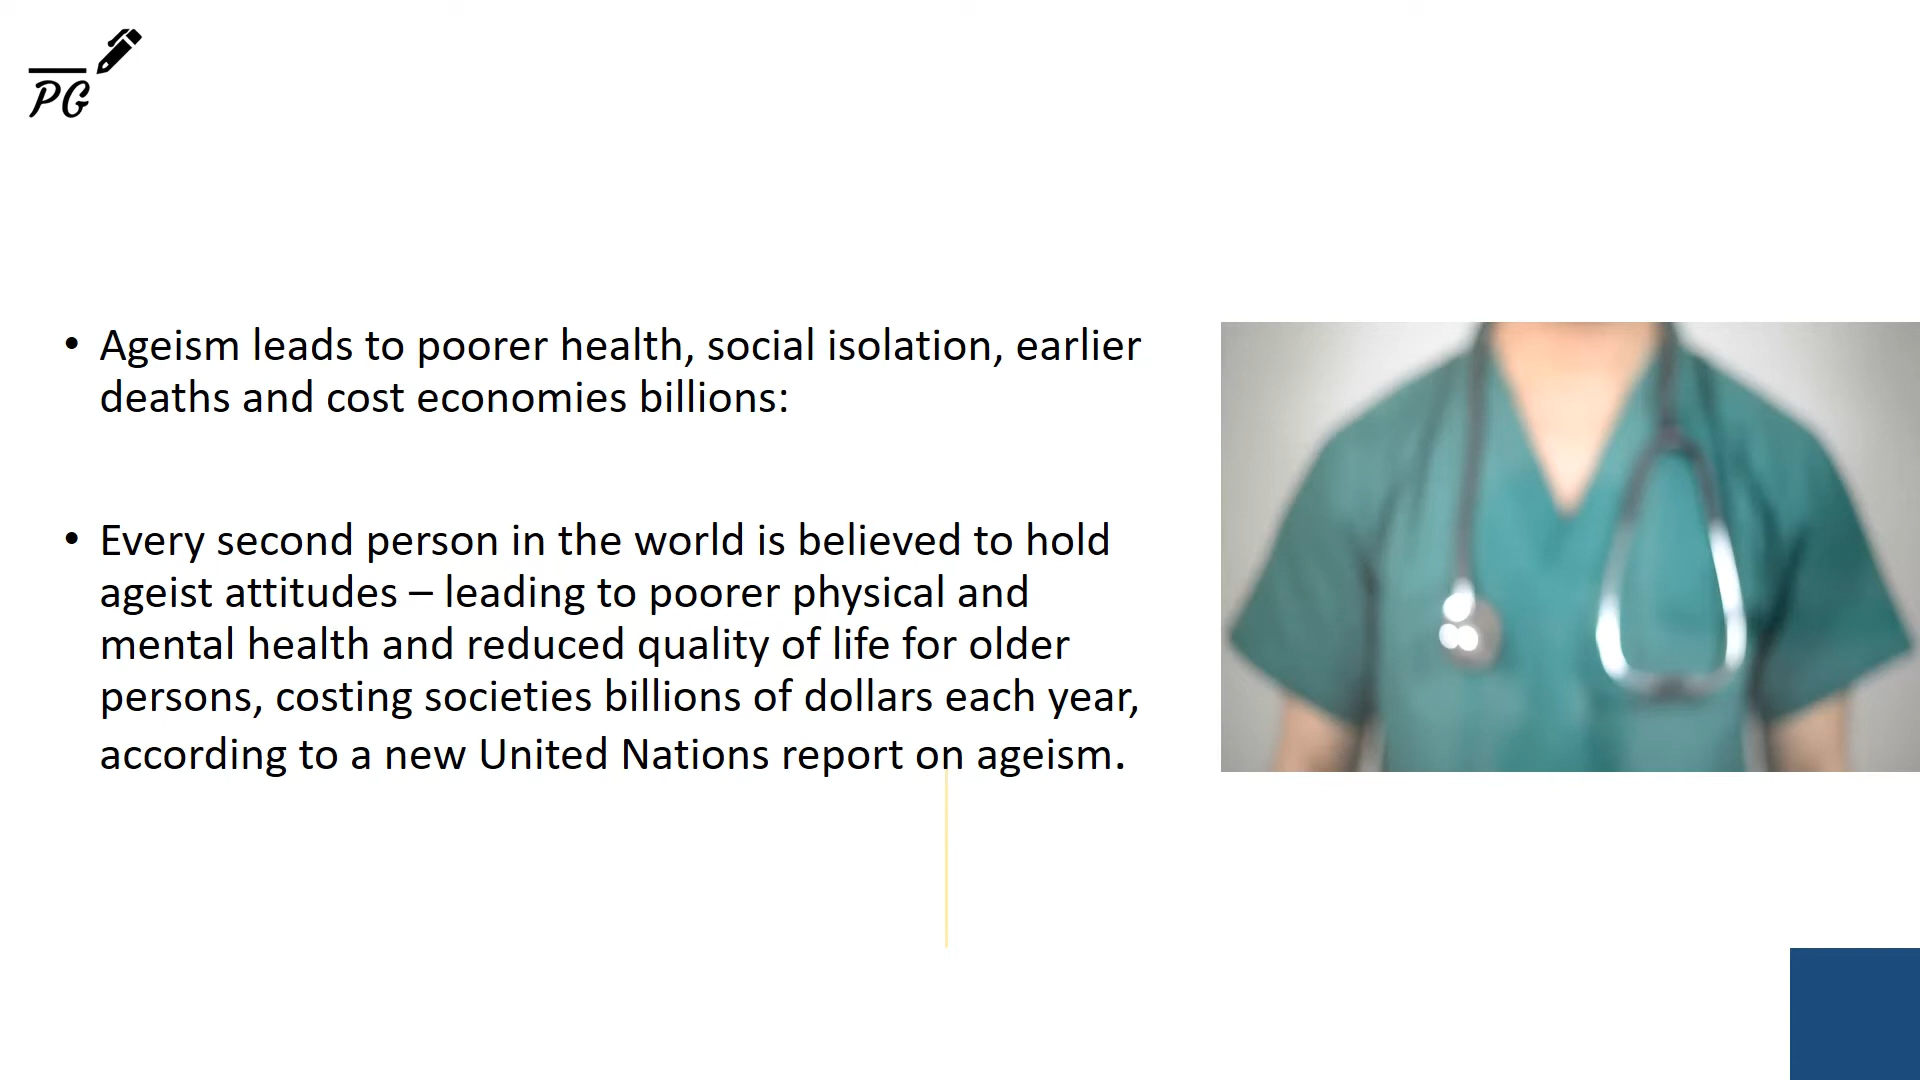 PG
• Ageism leads to poorer health, social isolation, earlier
deaths and cost economies billions:
• Every second person in the world is believed to hold
ageist attitudes – leading to poorer physical and
mental health and reduced quality of life for older
persons, costing societies billions of dollars each year,
according to a new United Nations report on ageism.